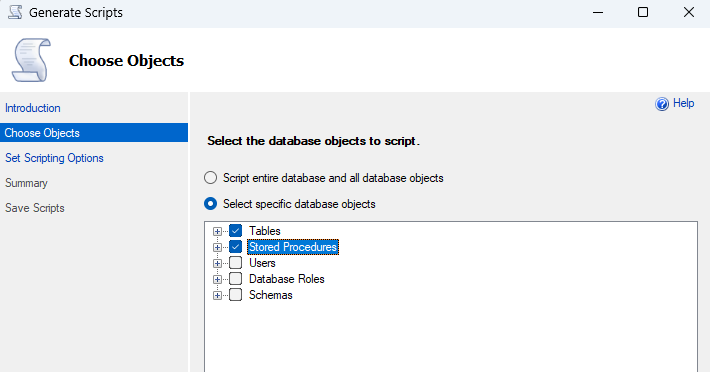 Generate Scripts
Choose Objects
Introduction
Help
Choose Objects
Select the database objects to script.
Set Scripting Options
Script entire database and all database objects
Summary
Select specific database objects
Save Scripts
Tables
Stored Procedures
Users
Database Roles
Schemas